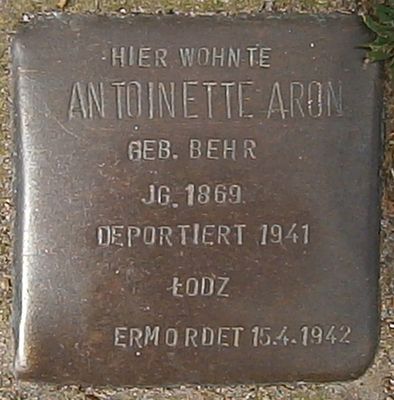 HIER WOHNTE
ANTOINETTE ARON
GEB. BEHR
JG. 1869
DEPORTIERT 1941
ŁODZ
ERMORDET 15.4.1942